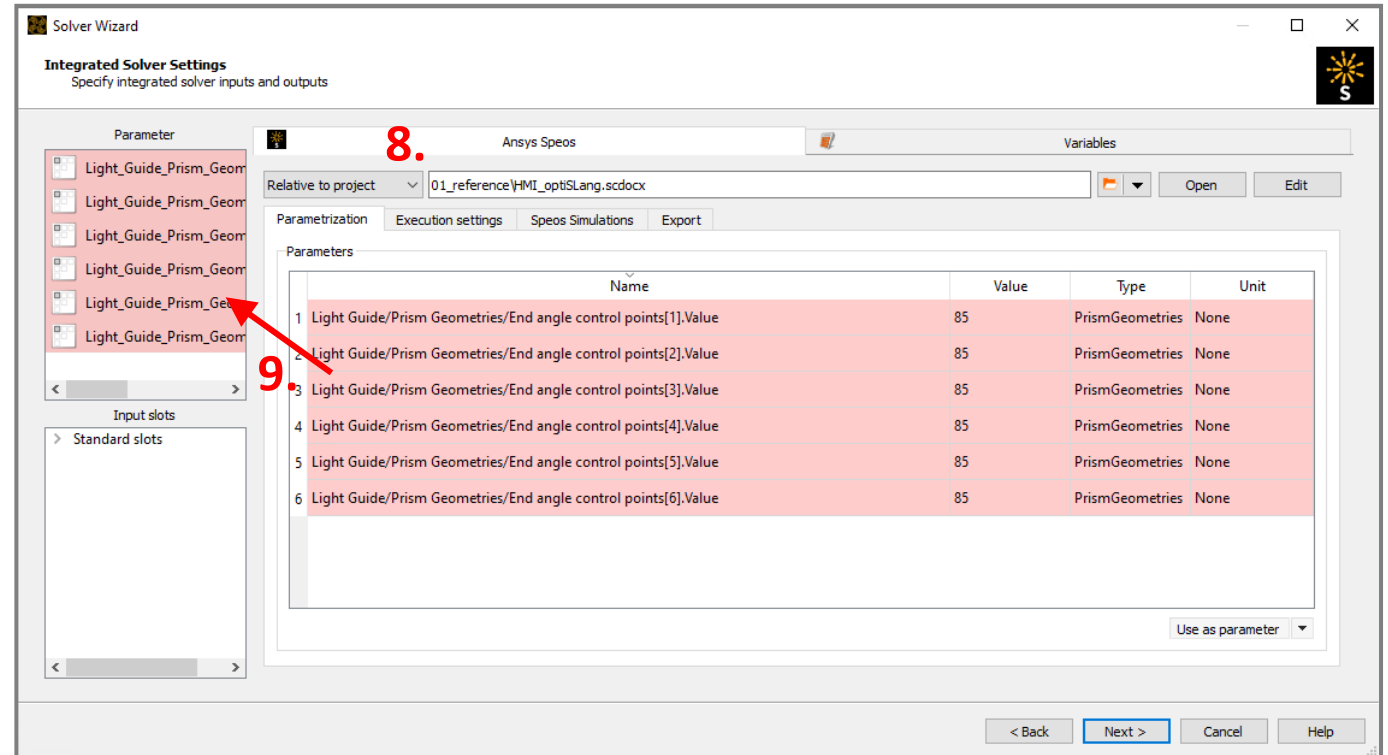 Solver Wizard
Integrated Solver Settings
Specify integrated solver inputs and outputs
S
Parameter
Light_Guide_Prism_Geom
Light_Guide_Prism_Geom
Light_Guide_Prism_Geom
Light_Guide_Prism_Geom
Light_Guide_Prism_Geo
Light_Guide_Prism_Geom
Input slots
Standard slots
8.
9.
Ansys Speos
Variables
Relative to project
01_reference\HMI_optiSLang.scdocx
Open
Edit
Parametrization Execution settings Speos Simulations Export
Parameters
Name Value Type Unit
1 Light Guide/Prism Geometries/End angle control points[1].Value 85 PrismGeometries None
2 Light Guide/Prism Geometries/End angle control points[2].Value 85 PrismGeometries None
3 Light Guide/Prism Geometries/End angle control points[3].Value 85 PrismGeometries None
4 Light Guide/Prism Geometries/End angle control points[4].Value 85 PrismGeometries None
5 Light Guide/Prism Geometries/End angle control points[5].Value 85 PrismGeometries None
6 Light Guide/Prism Geometries/End angle control points[6].Value 85 PrismGeometries None
Use as parameter
< Back Next > Cancel Help